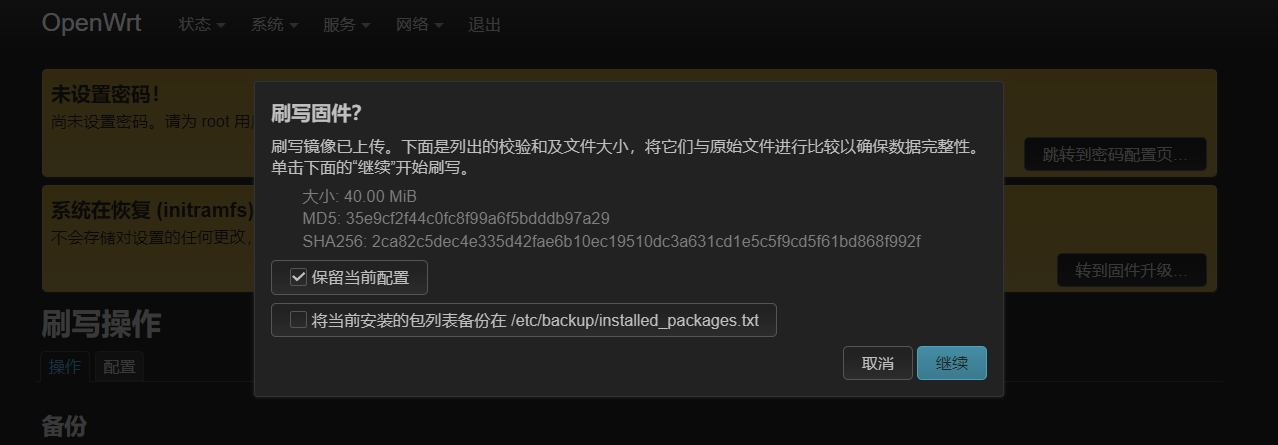 OpenWrt 状态 系统 服务 网络 退出
未设置密码！
尚未设置密码。请为 root 用
跳转到密码配置页…
系统在恢复 (initramfs)
不会存储对设置的任何更改，
转到固件升级…
刷写操作
操作 配置
备份
刷写固件？
刷写镜像已上传。下面是列出的校验和及文件大小，将它们与原始文件进行比较以确保数据完整性。
单击下面的“继续”开始刷写。
大小: 40.00 MiB
MD5: 35e9cf2f44c0fc8f99a6f5bdddb97a29
SHA256: 2ca82c5dec4e335d42fae6b10ec19510dc3a631cd1e5c5f9cd5f61bd868f992f
保留当前配置
将当前安装的包列表备份在 /etc/backup/installed_packages.txt
取消 继续